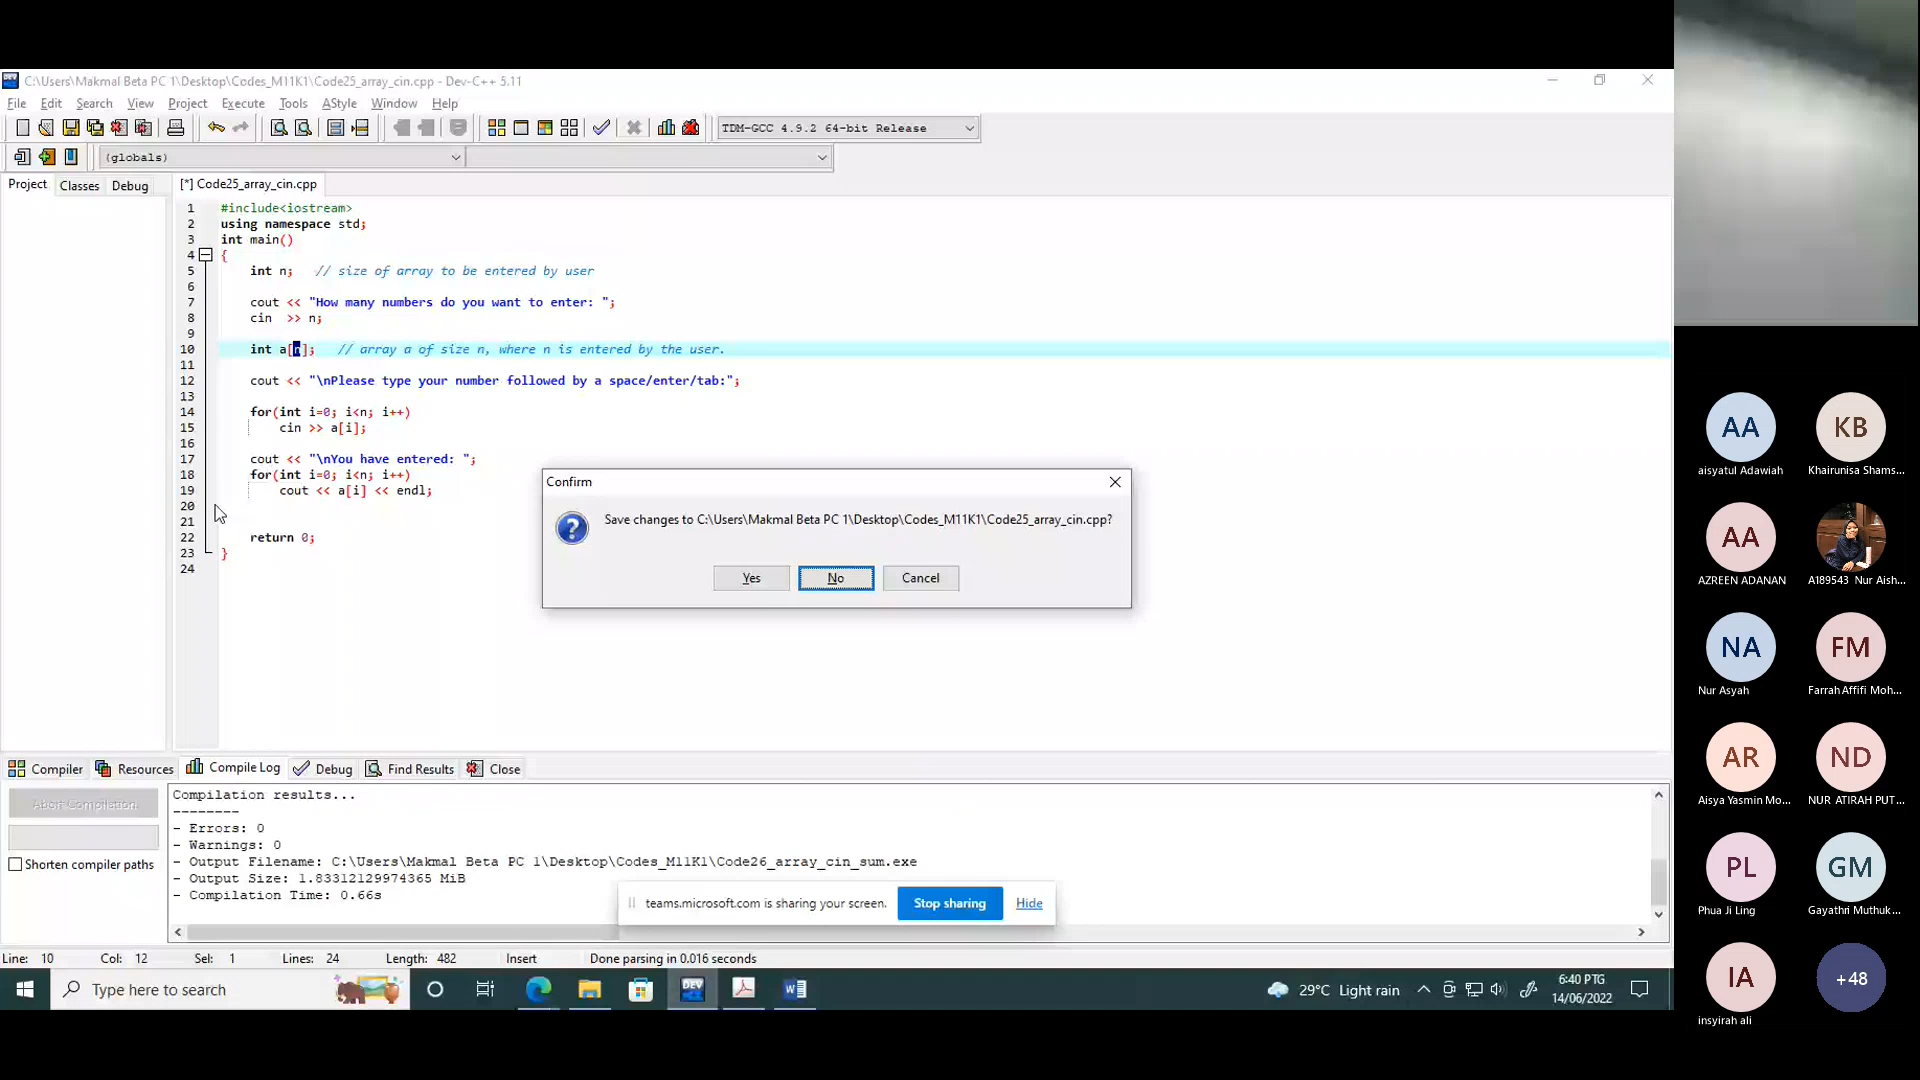 C:\Users\Makmal Beta PC 1\Desktop\Codes_M11K1\Code25_array_cin.cpp - Dev-C++ 5.11
File Edit Search View Project Execute Tools AStyle Window Help
TDM-GCC 4.9.2 64-bit Release
(globals)
Project Classes Debug
[*] Code25_array_cin.cpp
1 #include<iostream>
2 using namespace std;
3 int main()
4 {
5 int n; // size of array to be entered by user
6
7 cout << "How many numbers do you want to enter: ";
8 cin >> n;
9
10 int a[n]; // array a of size n, where n is entered by the user.
11
12 cout << "\nPlease type your number followed by a space/enter/tab:";
13
14 for(int i=0; i<n; i++)
15 cin >> a[i];
16
17 cout << "\nYou have entered: ";
18 for(int i=0; i<n; i++)
19 cout << a[i] << endl;
20
21
22 return 0;
23 }
24
Confirm
Save changes to C:\Users\Makmal Beta PC 1\Desktop\Codes_M11K1\Code25_array_cin.cpp?
Yes No Cancel
Compiler Resources Compile Log Debug Find Results Close
Abort Compilation
Shorten compiler paths
Compilation results...
--------
- Errors: 0
- Warnings: 0
- Output Filename: C:\Users\Makmal Beta PC 1\Desktop\Codes_M11K1\Code26_array_cin_sum.exe
- Output Size: 1.83312129974365 MiB
- Compilation Time: 0.66s
teams.microsoft.com is sharing your screen. Stop sharing Hide
Line: 10 Col: 12 Sel: 1 Lines: 24 Length: 482 Insert Done parsing in 0.016 seconds
Type here to search
DEV
29°C Light rain
6:40 PTG
14/06/2022
AA KB
aisyatul Adawiah Khairunisa Shams...
AA
AZREEN ADANAN A189543 Nur Aish...
NA FM
Nur Asyah Farrah Affifi Moh...
AR ND
Aisya Yasmin Mo... NUR ATIRAH PUT...
PL GM
Phua Ji Ling Gayathri Muthuk...
IA +48
insyirah ali